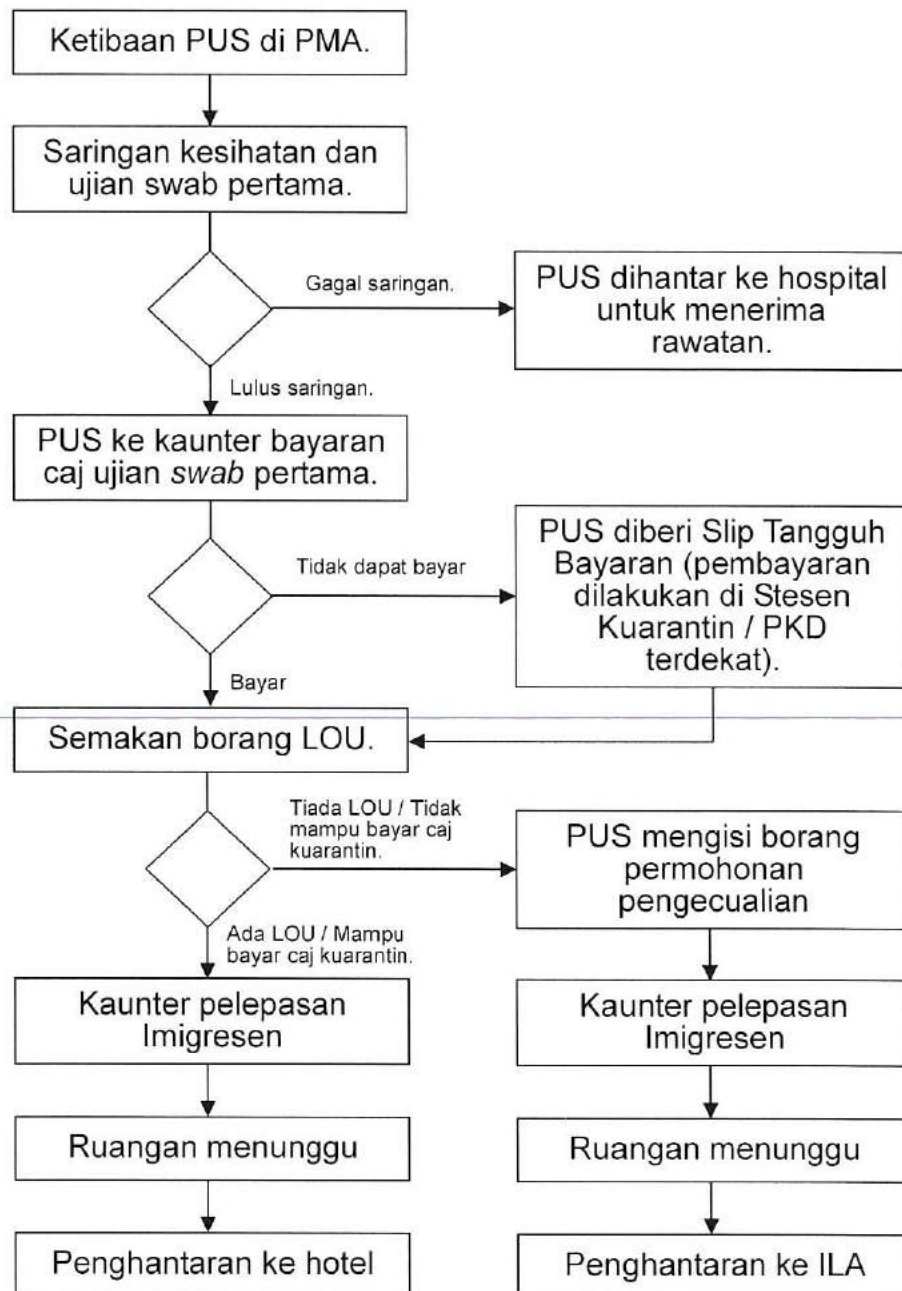 Ketibaan PUS di PMA.
Saringan kesihatan dan
ujian swab pertama.
Gagal saringan.
PUS dihantar ke hospital
untuk menerima
rawatan.
Lulus saringan.
PUS ke kaunter bayaran
caj ujian swab pertama.
Tidak dapat bayar
PUS diberi Slip Tangguh
Bayaran (pembayaran
dilakukan di Stesen
Kuarantin / PKD
terdekat).
Bayar
Semakan borang LOU.
Tiada LOU / Tidak
mampu bayar caj
kuarantin.
PUS mengisi borang
permohonan
pengecualian
Ada LOU / Mampu
bayar caj kuarantin.
Kaunter pelepasan
Imigresen
Kaunter pelepasan
Imigresen
Ruangan menunggu
Ruangan menunggu
Penghantaran ke hotel
Penghantaran ke ILA